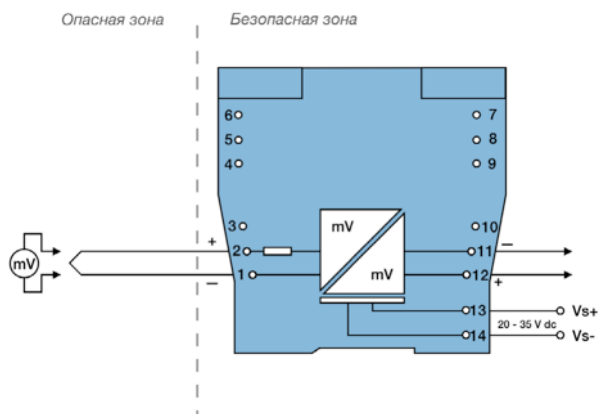 Опасная зона Безопасная зона
6 7
5 8
4 9
3 10
mV
+ 2 11 –
mV mV
– 1 12 +
13 Vs+
20 - 35 V dc
14 Vs-